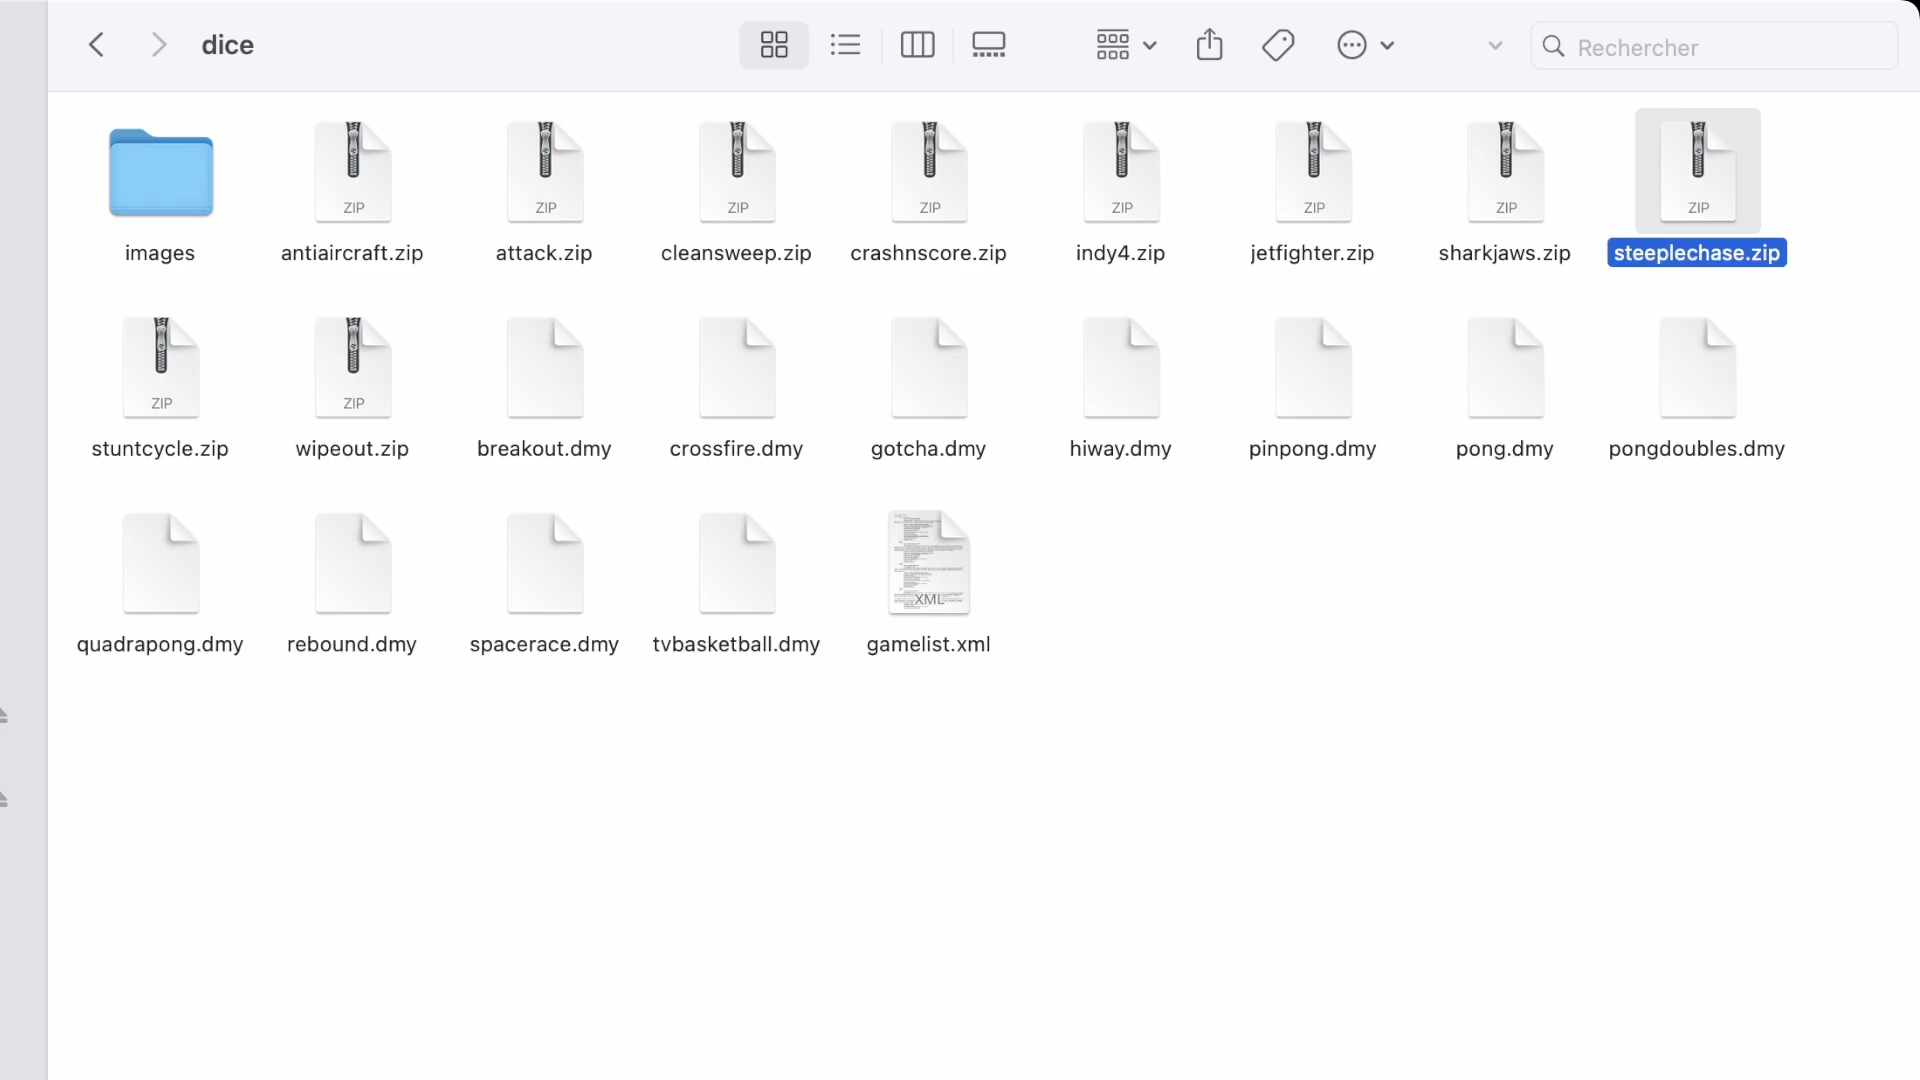 dice
Rechercher
ZIP ZIP ZIP ZIP ZIP ZIP ZIP ZIP
images antiaircraft.zip attack.zip cleansweep.zip crashnscore.zip indy4.zip jetfighter.zip sharkjaws.zip steeplechase.zip
ZIP ZIP
stuntcycle.zip wipeout.zip breakout.dmy crossfire.dmy gotcha.dmy hiway.dmy pinpong.dmy pong.dmy pongdoubles.dmy
XML
quadrapong.dmy rebound.dmy spacerace.dmy tvbasketball.dmy gamelist.xml